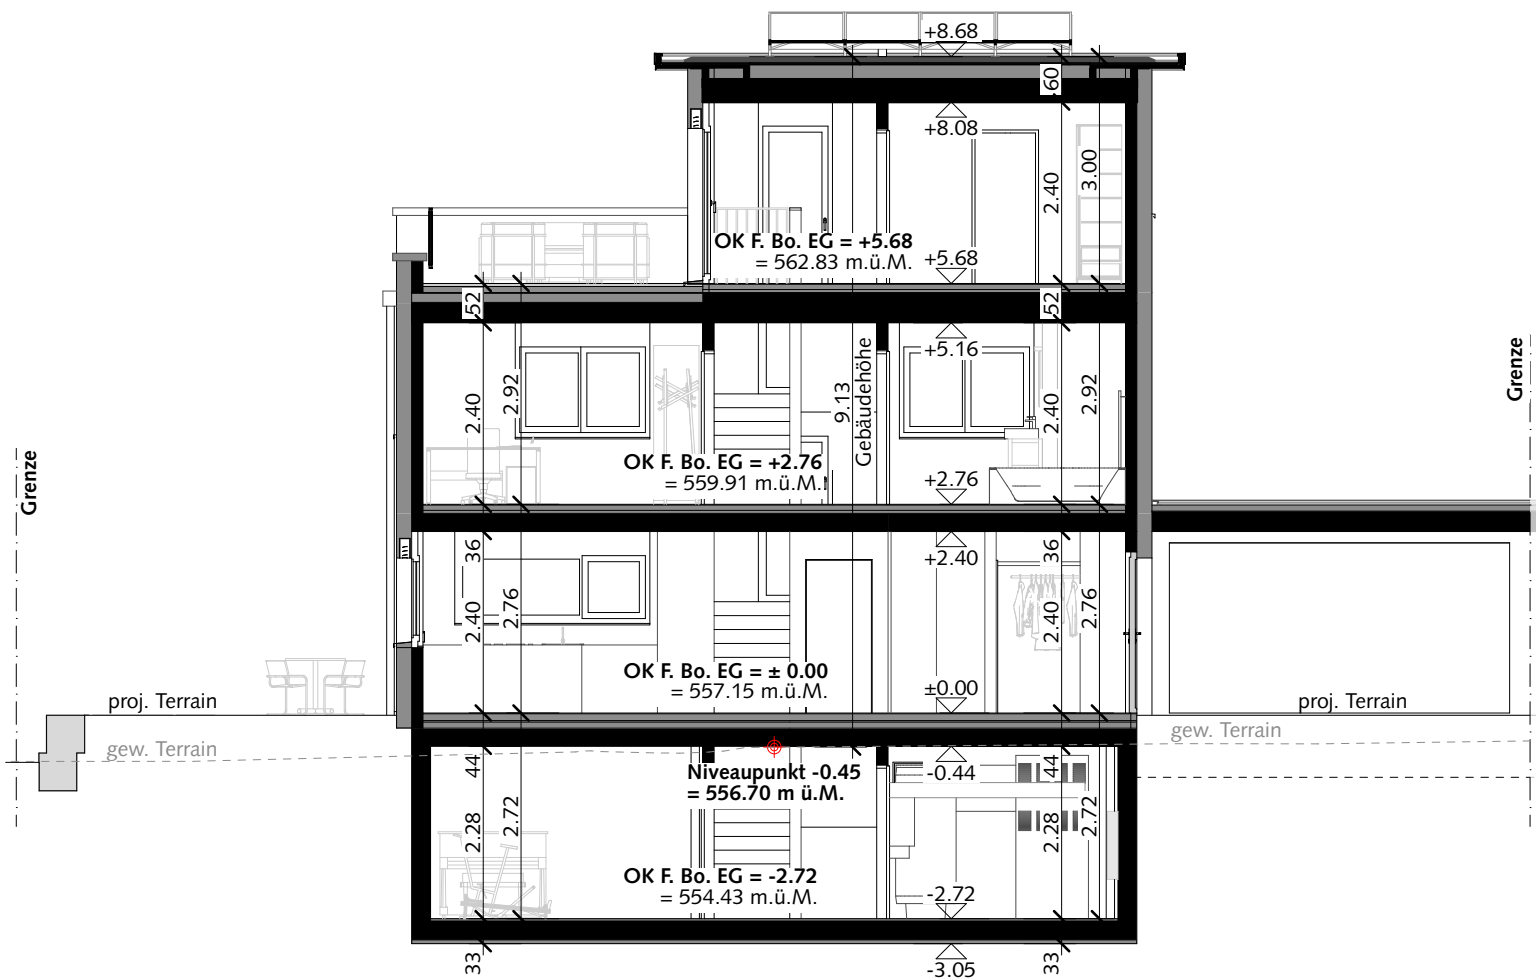 +8.68
60
+8.08
2.40
3.00
OK F. Bo. EG = +5.68
= 562.83 m.ü.M.
+5.68
52
52
+5.16
2.40
2.92
9.13
Gebäudehöhe
2.40
2.92
Grenze
Grenze
OK F. Bo. EG = +2.76
= 559.91 m.ü.M.
+2.76
36
+2.40
36
2.40
2.76
2.40
2.76
OK F. Bo. EG = ± 0.00
= 557.15 m.ü.M.
±0.00
proj. Terrain
proj. Terrain
gew. Terrain
gew. Terrain
44
Niveaupunkt -0.45
= 556.70 m ü.M.
-0.44
44
2.28
2.72
2.28
2.72
OK F. Bo. EG = -2.72
= 554.43 m.ü.M.
-2.72
33
-3.05
33